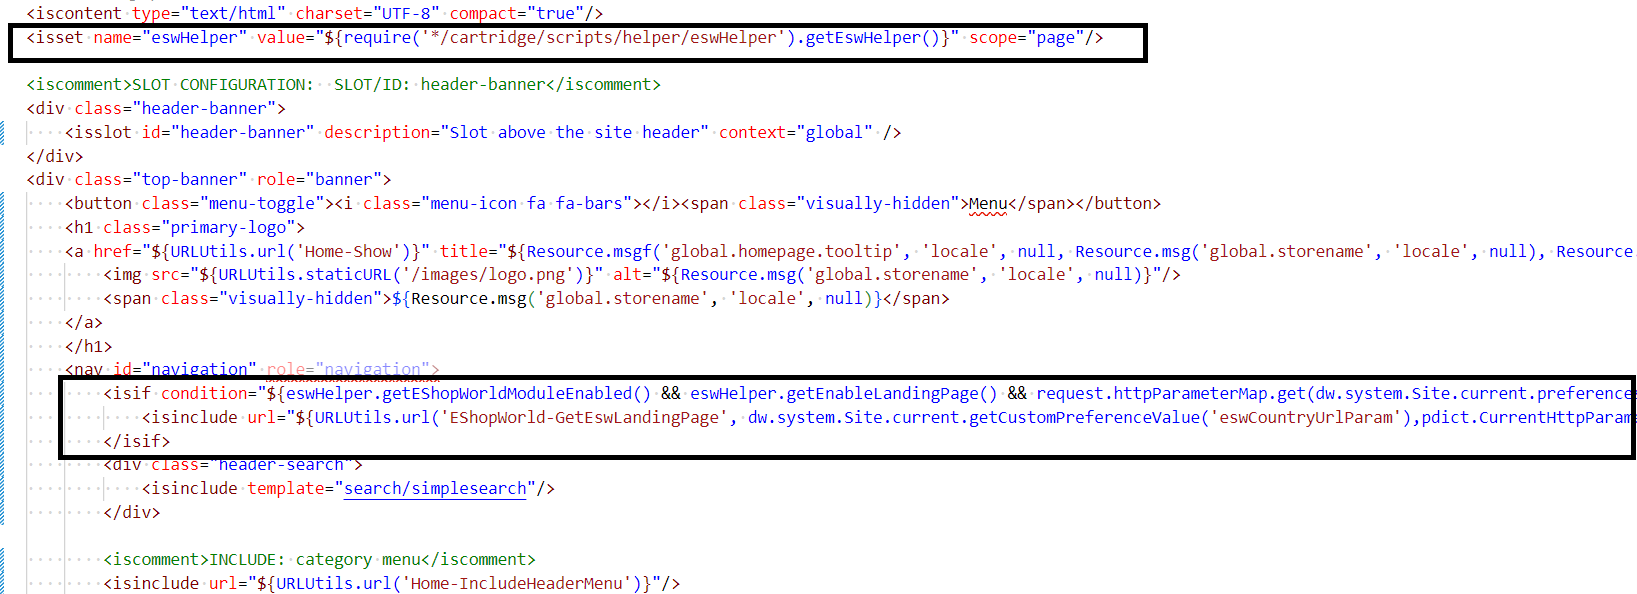 <iscontent type="text/html" charset="UTF-8" compact="true"/>
<isset name="eswHelper" value="${require('*/cartridge/scripts/helper/eswHelper').getEswHelper()}" scope="page"/>
<iscomment>SLOT CONFIGURATION:  SLOT/ID: header-banner</iscomment>
<div class="header-banner">
<isslot id="header-banner" description="Slot above the site header" context="global" />
</div>
<div class="top-banner" role="banner">
<button class="menu-toggle"><i class="menu-icon fa fa-bars"></i><span class="visually-hidden">Menu</span></button>
<h1 class="primary-logo">
<a href="${URLUtils.url('Home-Show')}" title="${Resource.msgf('global.homepage.tooltip', 'locale', null, Resource.msg('global.storename', 'locale', null), Resource.
<img src="${URLUtils.staticURL('/images/logo.png')}" alt="${Resource.msg('global.storename', 'locale', null)}"/>
<span class="visually-hidden">${Resource.msg('global.storename', 'locale', null)}</span>
</a>
</h1>
<nav id="navigation" role="navigation">
<isif condition="${eswHelper.getEShopWorldModuleEnabled() && eswHelper.getEnableLandingPage() && request.httpParameterMap.get(dw.system.Site.current.preferences
<isinclude url="${URLUtils.url('EShopWorld-GetEswLandingPage', dw.system.Site.current.getCustomPreferenceValue('eswCountryUrlParam'),pdict.CurrentHttpParam
</isif>
<div class="header-search">
<isinclude template="search/simplesearch"/>
</div>
<iscomment>INCLUDE: category menu</iscomment>
<isinclude url="${URLUtils.url('Home-IncludeHeaderMenu')}"/>